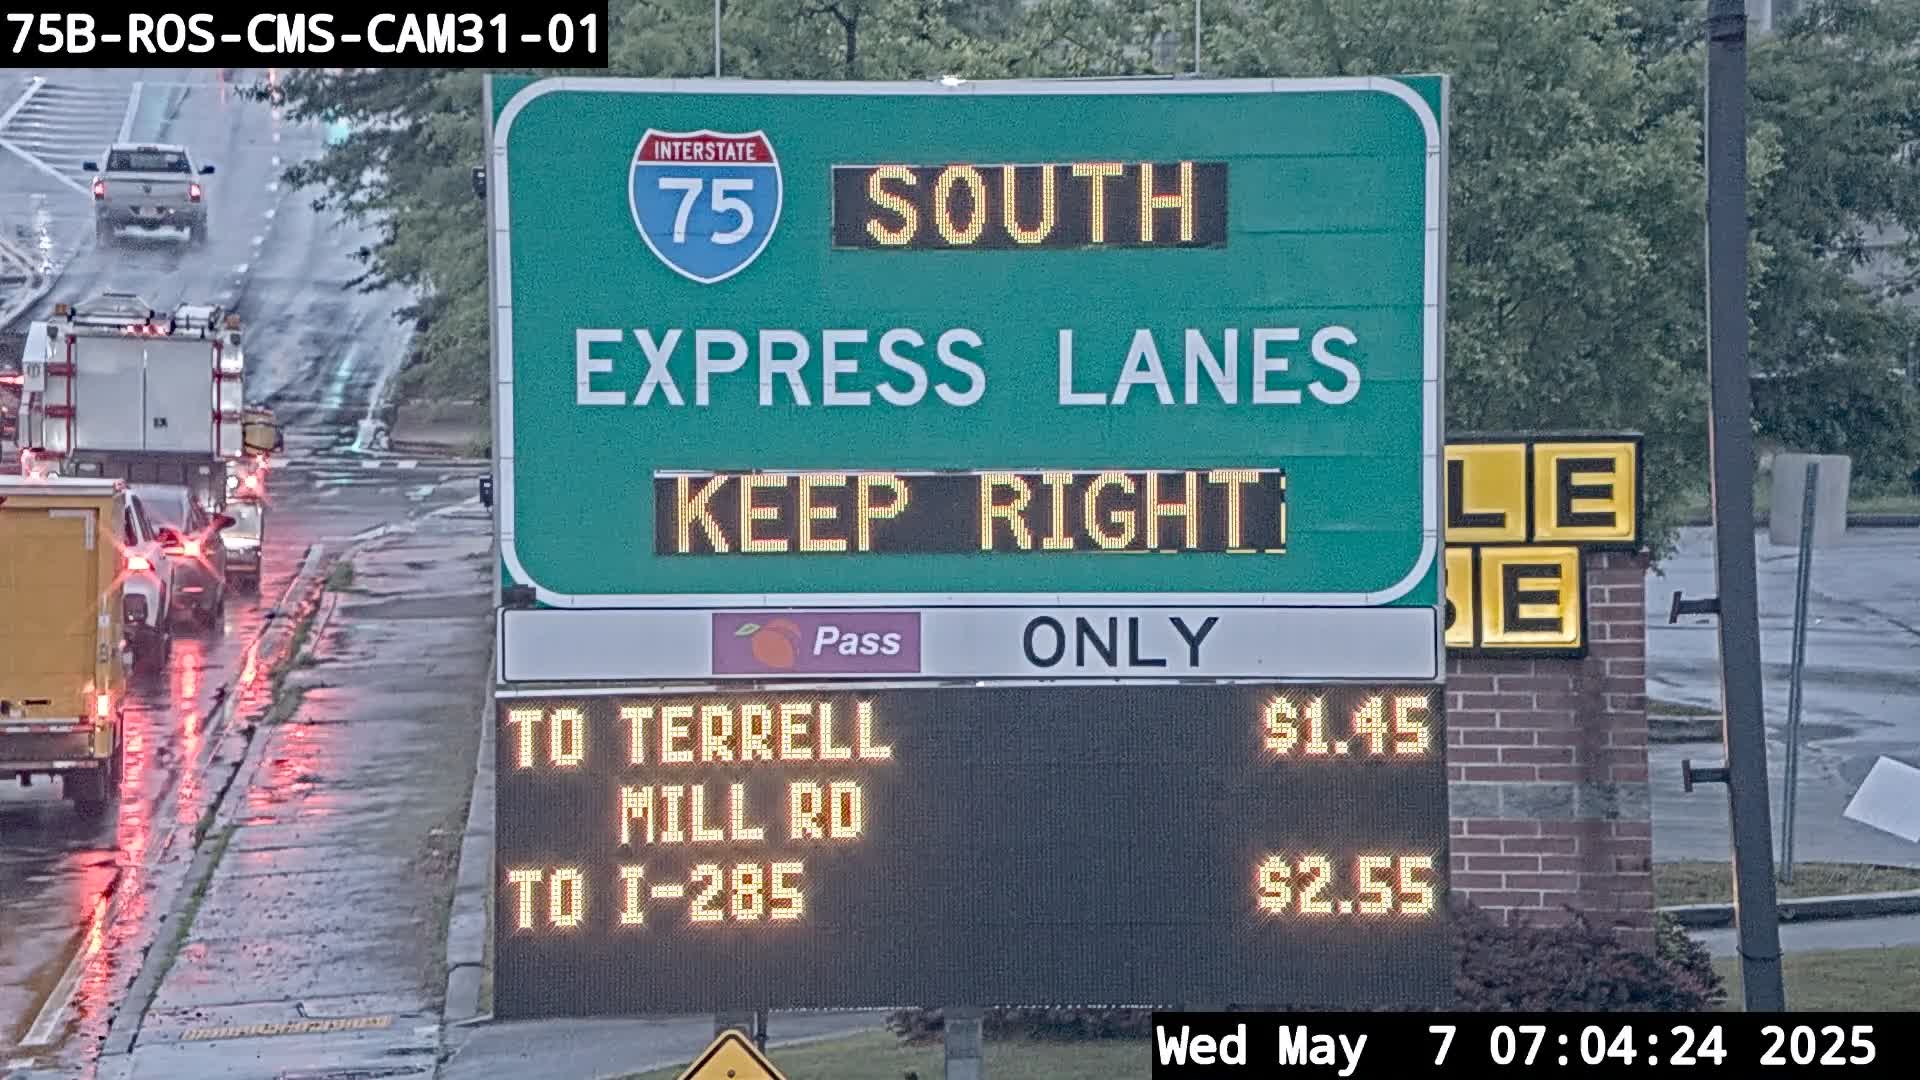 75B-ROS-CMS-CAM31-01
INTERSTATE
75
SOUTH
EXPRESS LANES
KEEP RIGHT
Pass ONLY
TO TERRELL $1.45
MILL RD
TO I-285 $2.55
LE
E
Wed May 7 07:04:24 2025